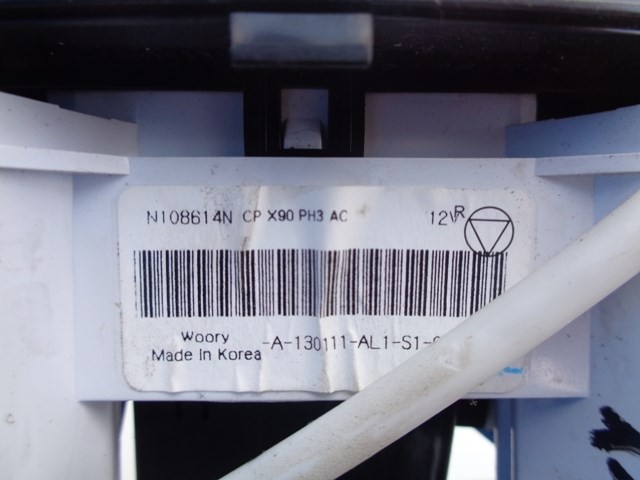 N108614N CP X90 PH3 AC 12V R
Woory -A-130111-AL1-S1-
Made In Korea